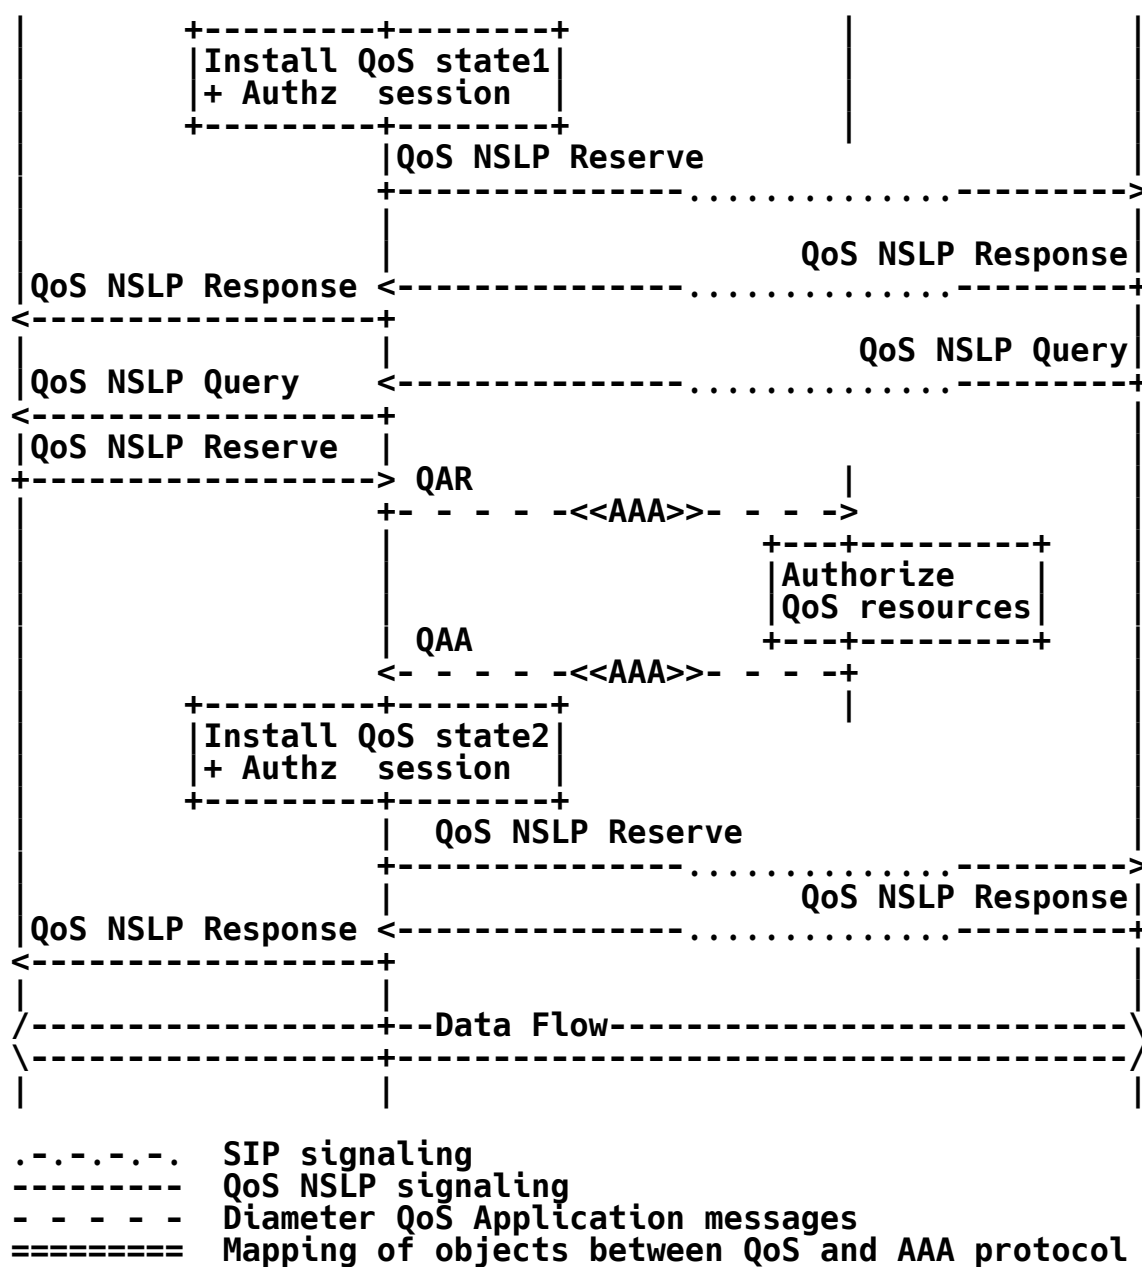 Install QoS state1
+ Authz session
QoS NSLP Reserve
QoS NSLP Response
QoS NSLP Response
QoS NSLP Query
QoS NSLP Query
QoS NSLP Reserve
QAR
<<AAA>>
Authorize
QoS resources
QAA
<<AAA>>
Install QoS state2
+ Authz session
QoS NSLP Reserve
QoS NSLP Response
QoS NSLP Response
Data Flow
.-.-.-.-. SIP signaling
--------- QoS NSLP signaling
- - - - - Diameter QoS Application messages
========= Mapping of objects between QoS and AAA protocol